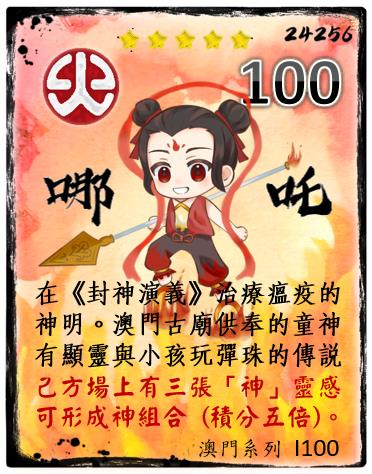 24256
火
100
哪吒
在《封神演義》治療瘟疫的
神明。澳門古廟供奉的童神
有顯靈與小孩玩彈珠的傳說
己方場上有三張「神」靈感
可形成神組合 (積分五倍)。
澳門系列 I100